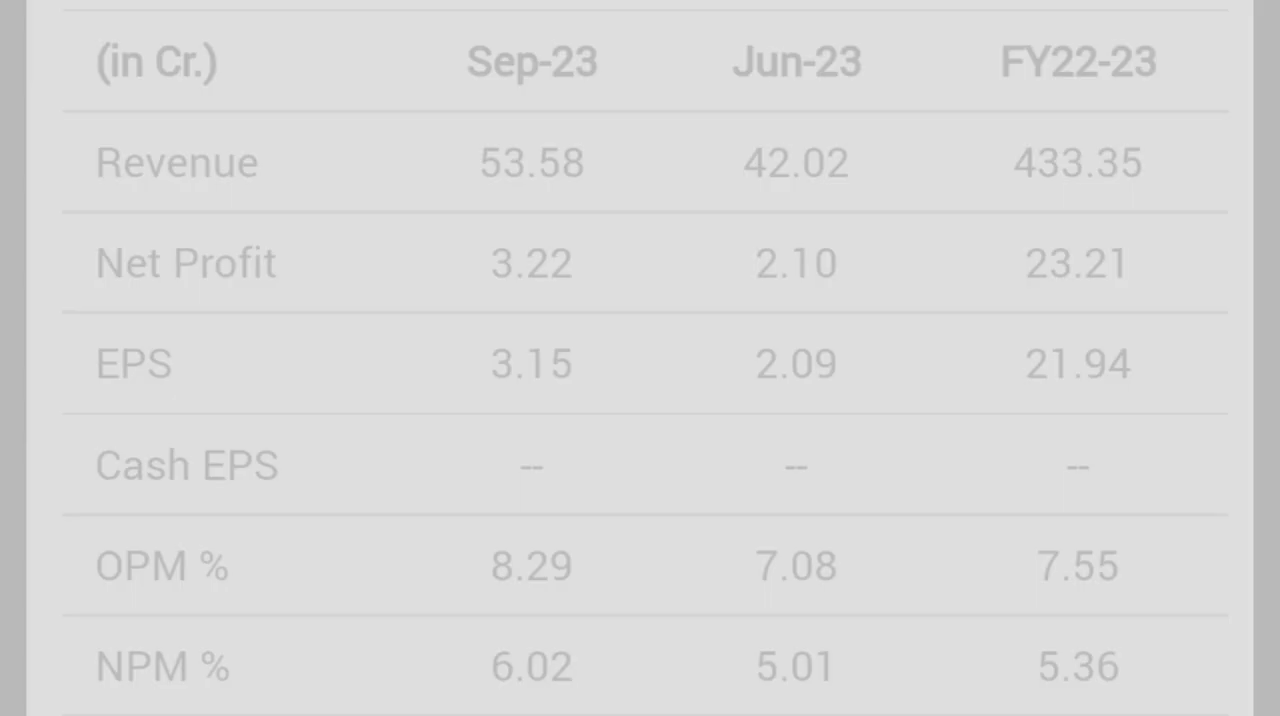 (in Cr.) Sep-23 Jun-23 FY22-23
Revenue 53.58 42.02 433.35
Net Profit 3.22 2.10 23.21
EPS 3.15 2.09 21.94
Cash EPS -- -- --
OPM % 8.29 7.08 7.55
NPM % 6.02 5.01 5.36